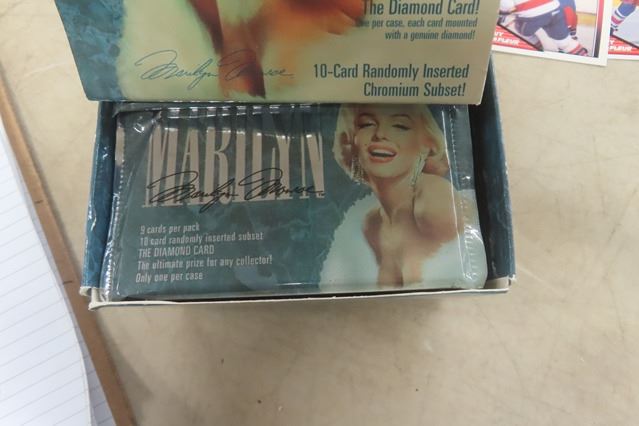 The Diamond Card!
per case, each card mounted
with a genuine diamond!
Marilyn Monroe
10-Card Randomly Inserted
Chromium Subset!
MARILYN
Marilyn Monroe
9 cards per pack
10 card randomly inserted subset
THE DIAMOND CARD
The ultimate prize for any collector!
Only one per case